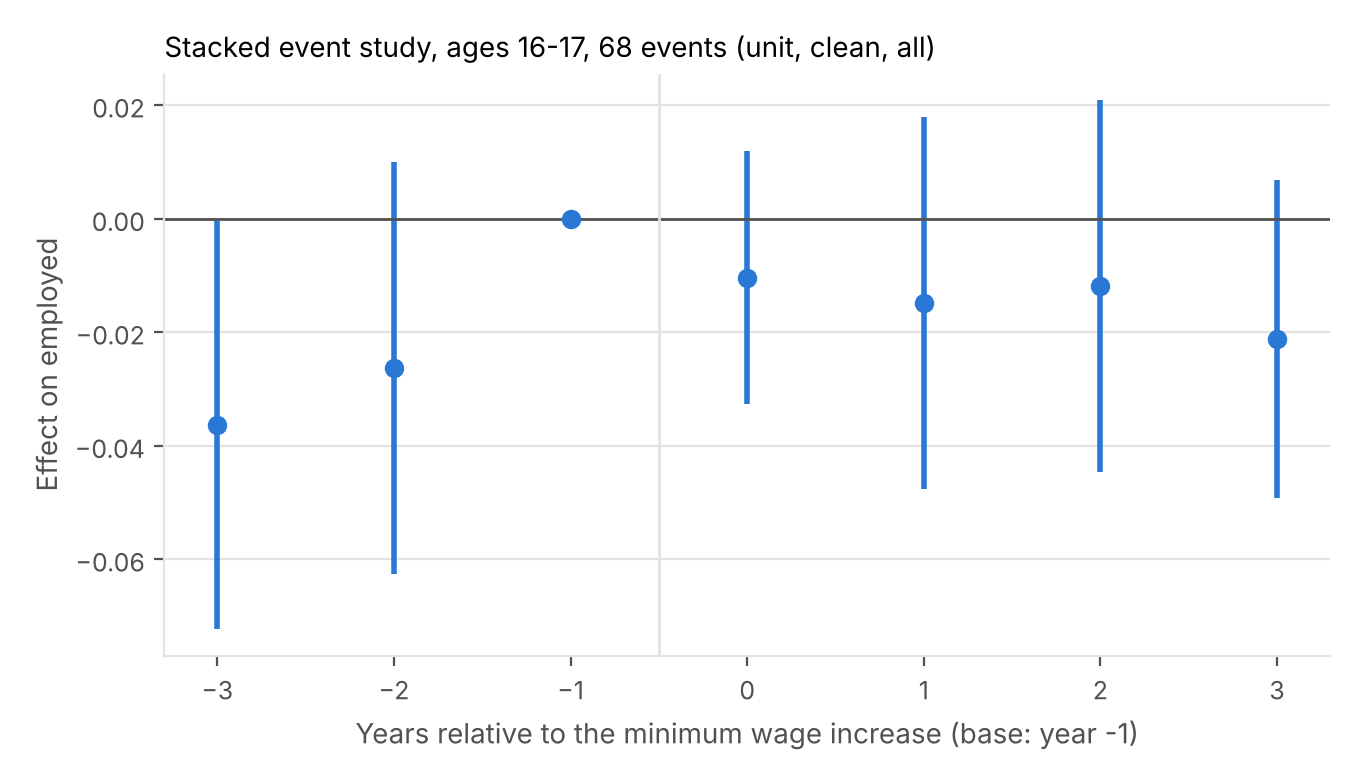 Stacked event study, ages 16-17, 68 events (unit, clean, all)
Effect on employed
0.02
0.00
−0.02
−0.04
−0.06
−3 −2 −1 0 1 2 3
Years relative to the minimum wage increase (base: year -1)